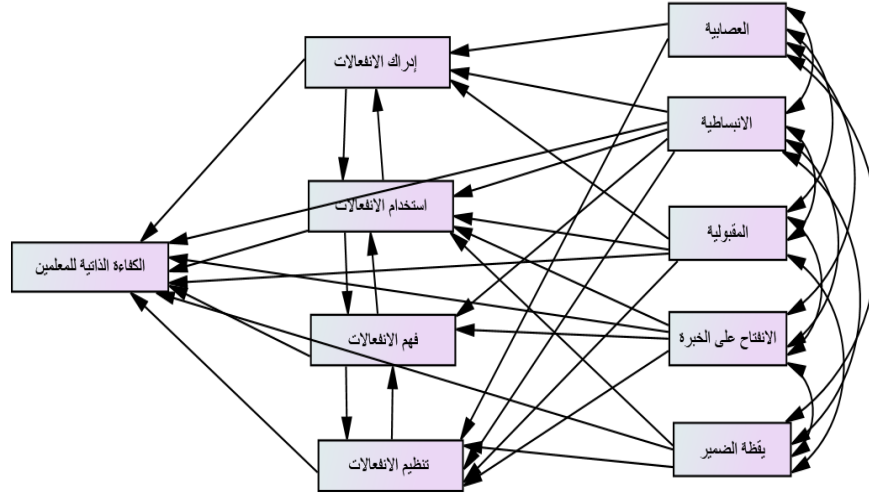 العصابية
إدراك الانفعالات
الانبساطية
استخدام الانفعالات
المقبولية
الكفاءة الذاتية للمعلمين
فهم الانفعالات
الانفتاح على الخبرة
تنظيم الانفعالات
يقظة الضمير